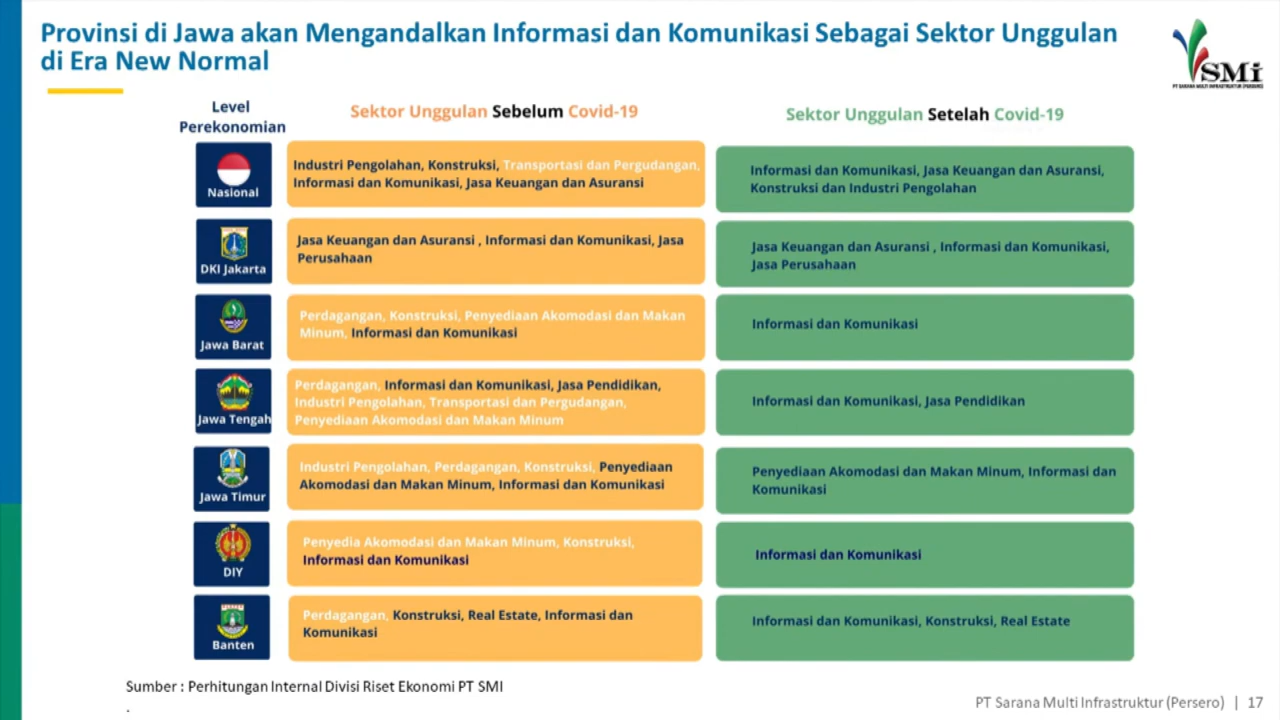 Provinsi di Jawa akan Mengandalkan Informasi dan Komunikasi Sebagai Sektor Unggulan
di Era New Normal
SMi
PT SARANA MULTI INFRASTRUKTUR (PERSERO)
Level
Perekonomian
Sektor Unggulan Sebelum Covid-19
Sektor Unggulan Setelah Covid-19
Nasional
Industri Pengolahan, Konstruksi, Transportasi dan Pergudangan,
Informasi dan Komunikasi, Jasa Keuangan dan Asuransi
Informasi dan Komunikasi, Jasa Keuangan dan Asuransi,
Konstruksi dan Industri Pengolahan
DKI Jakarta
Jasa Keuangan dan Asuransi , Informasi dan Komunikasi, Jasa
Perusahaan
Jasa Keuangan dan Asuransi , Informasi dan Komunikasi,
Jasa Perusahaan
Jawa Barat
Perdagangan, Konstruksi, Penyediaan Akomodasi dan Makan
Minum, Informasi dan Komunikasi
Informasi dan Komunikasi
Jawa Tengah
Perdagangan, Informasi dan Komunikasi, Jasa Pendidikan,
Industri Pengolahan, Transportasi dan Pergudangan,
Penyediaan Akomodasi dan Makan Minum
Informasi dan Komunikasi, Jasa Pendidikan
Jawa Timur
Industri Pengolahan, Perdagangan, Konstruksi, Penyediaan
Akomodasi dan Makan Minum, Informasi dan Komunikasi
Penyediaan Akomodasi dan Makan Minum, Informasi dan
Komunikasi
DIY
Penyedia Akomodasi dan Makan Minum, Konstruksi,
Informasi dan Komunikasi
Informasi dan Komunikasi
Banten
Perdagangan, Konstruksi, Real Estate, Informasi dan
Komunikasi
Informasi dan Komunikasi, Konstruksi, Real Estate
Sumber : Perhitungan Internal Divisi Riset Ekonomi PT SMI
.
PT Sarana Multi Infrastruktur (Persero) | 17